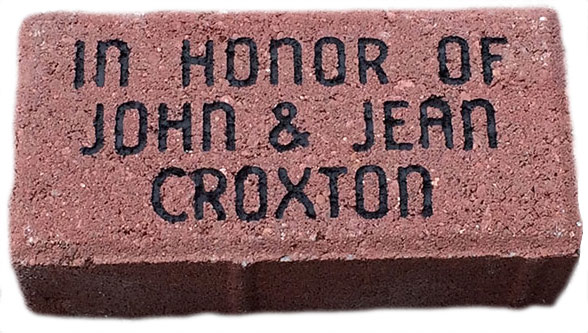 IN HONOR OF
JOHN & JEAN
CROXTON